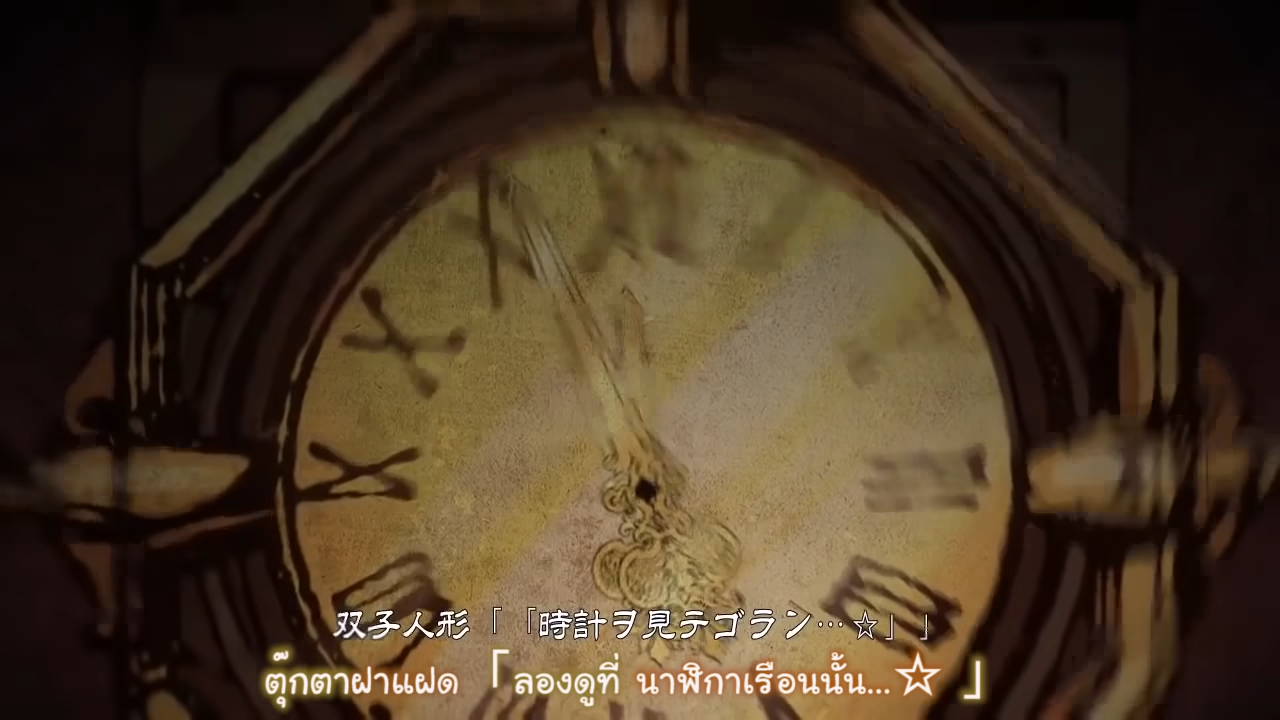 双子人形「「時計ヲ見テゴラン…☆」」
ตุ๊กตาฝาแฝด 「ลองดูที่ นาฬิกาเรือนนั้น...☆ 」